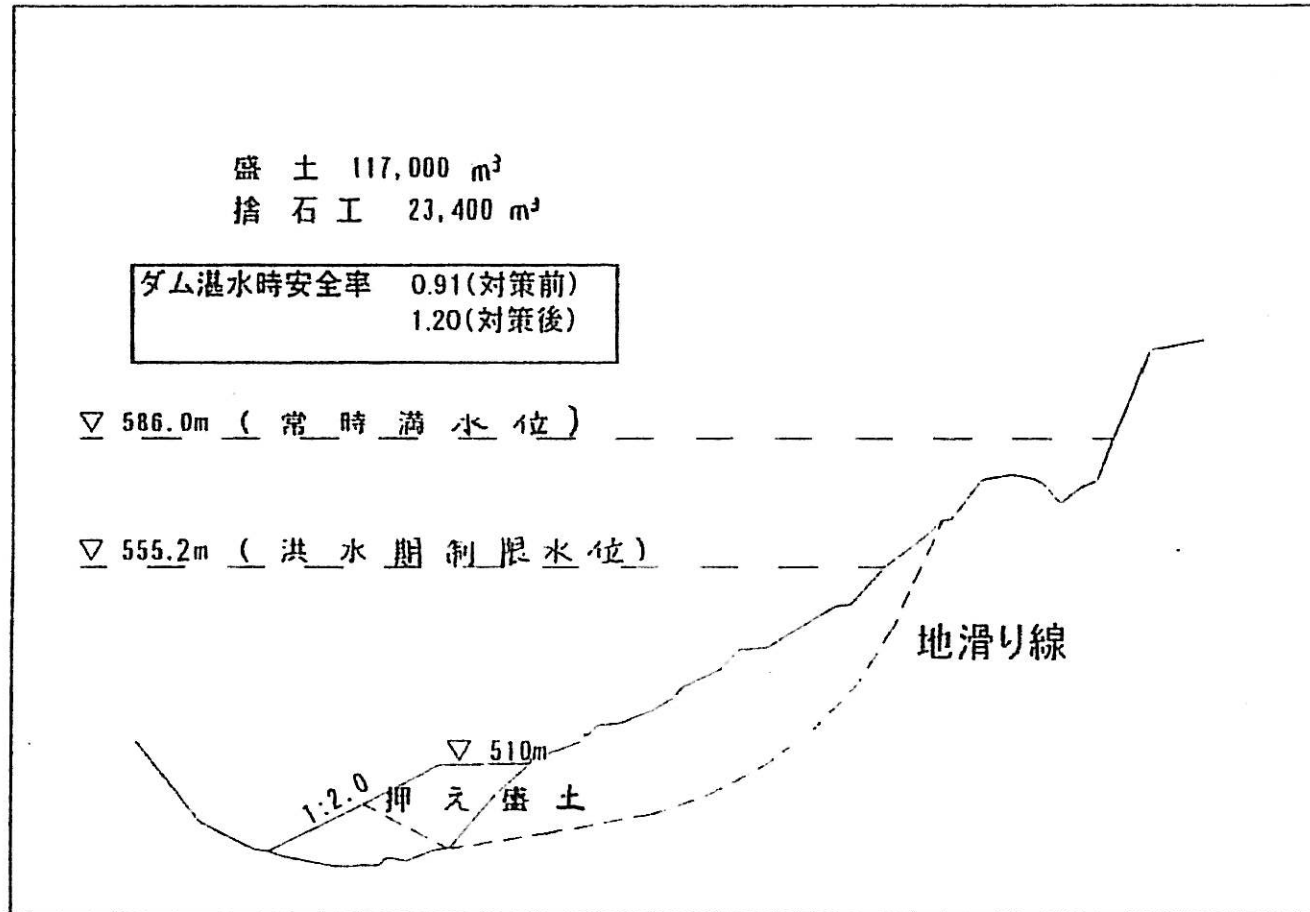 盛 土 117,000 m³
捨 石 工 23,400 m³
ダム湛水時安全率 0.91(対策前)
1.20(対策後)
▽ 586.0m ( 常 時 満 水 位 )
▽ 555.2m ( 洪 水 期 制 限 水 位 )
地滑り線
▽ 510m
1:2.0
抑 え 盛 土